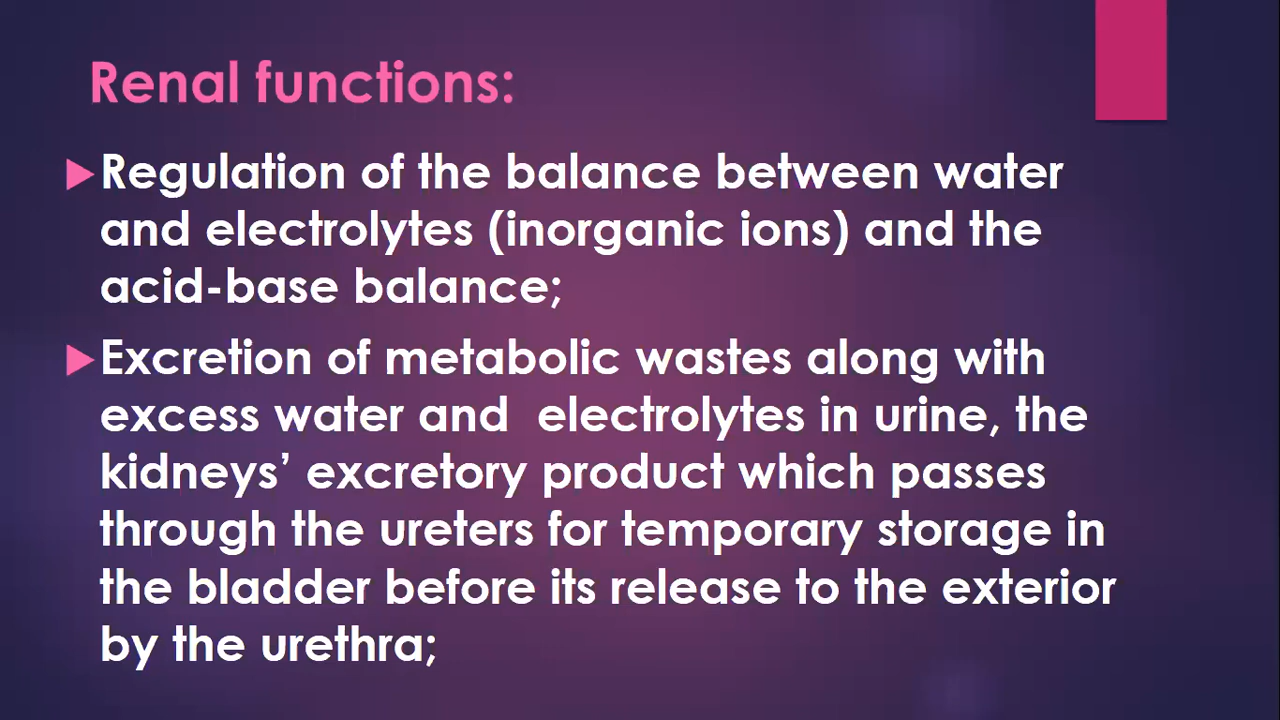 Renal functions:
Regulation of the balance between water
and electrolytes (inorganic ions) and the
acid-base balance;
Excretion of metabolic wastes along with
excess water and  electrolytes in urine, the
kidneys’ excretory product which passes
through the ureters for temporary storage in
the bladder before its release to the exterior
by the urethra;